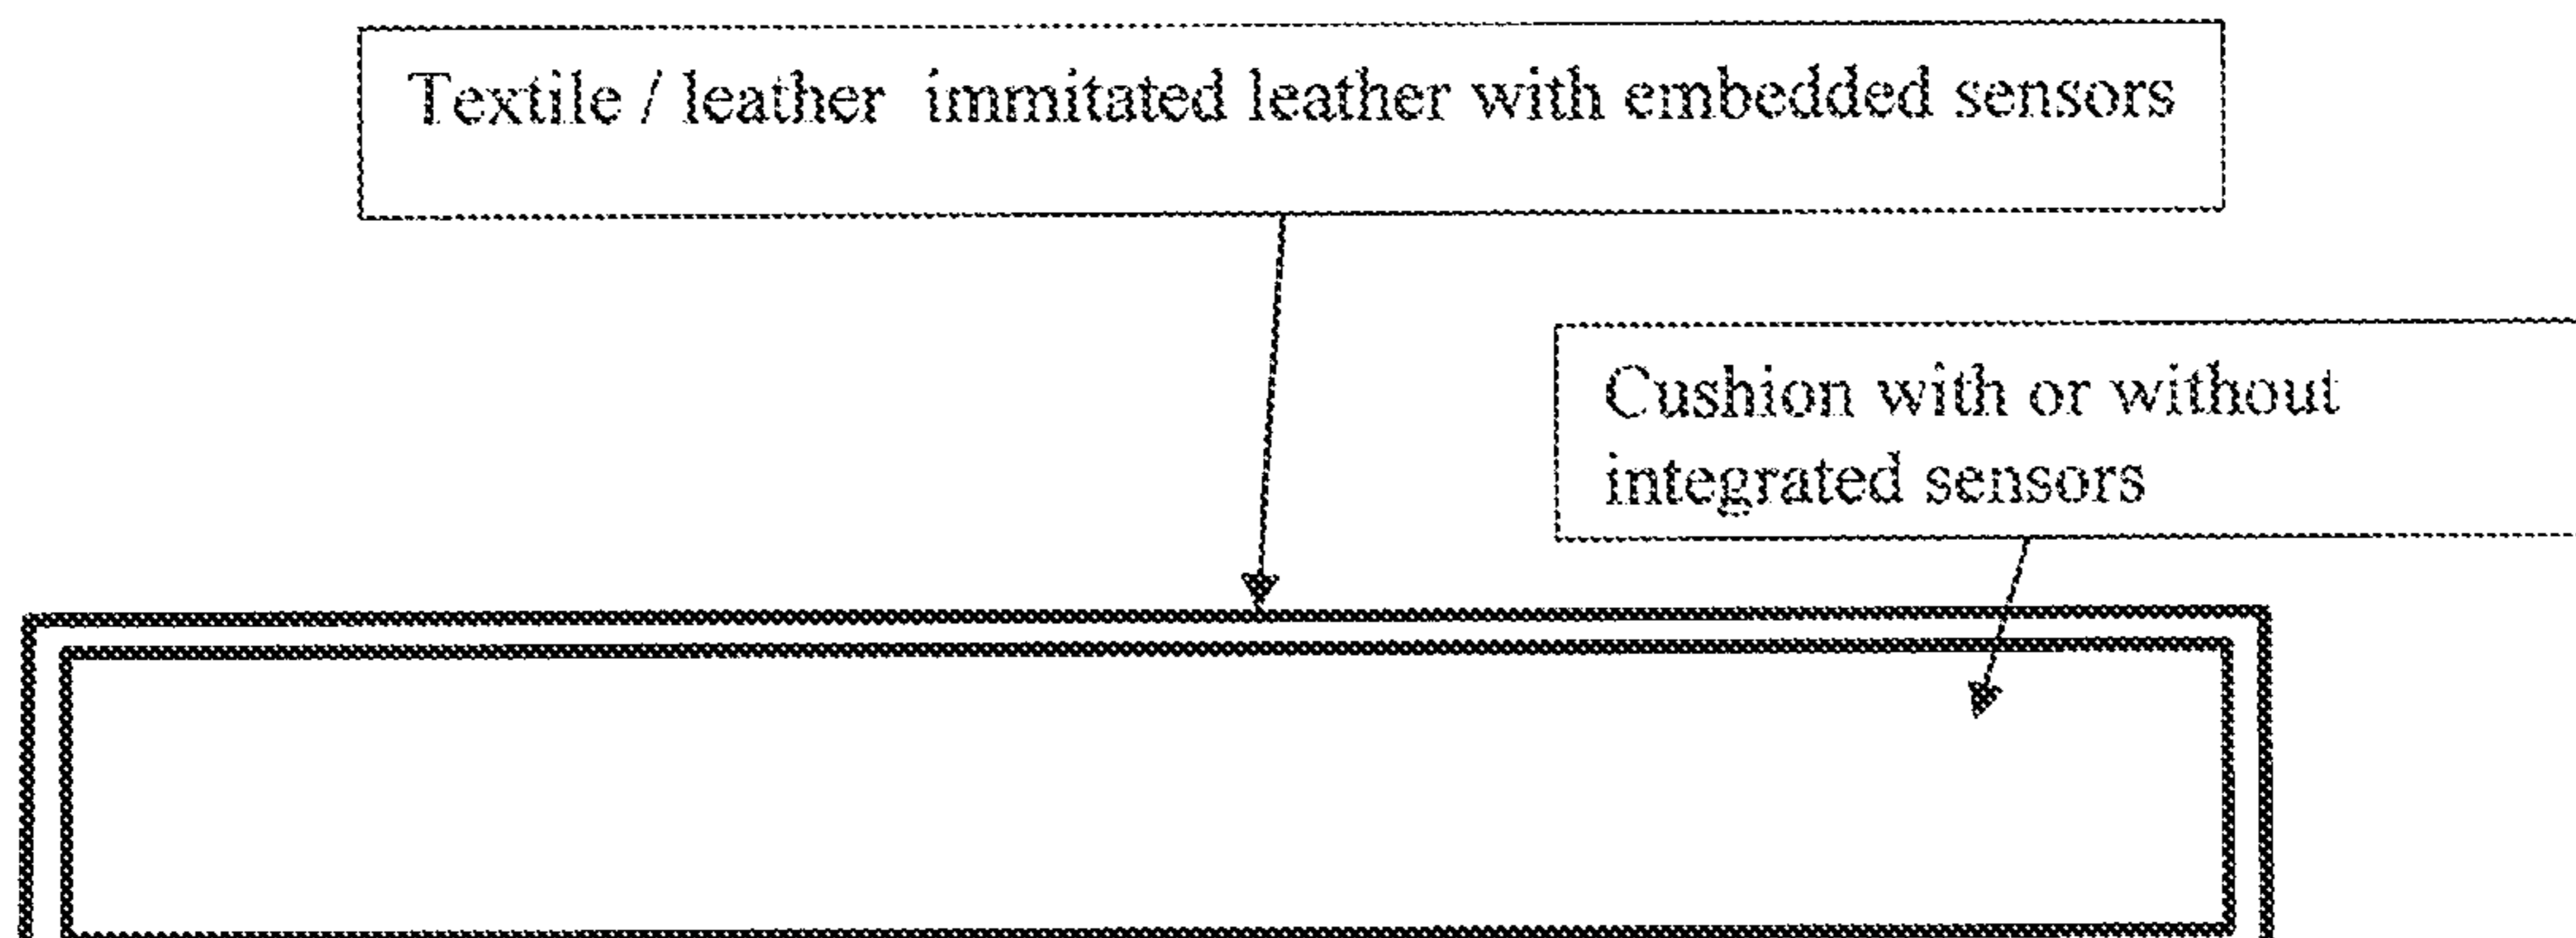 Textile / leather immitated leather with embedded sensors
Cushion with or without
integrated sensors